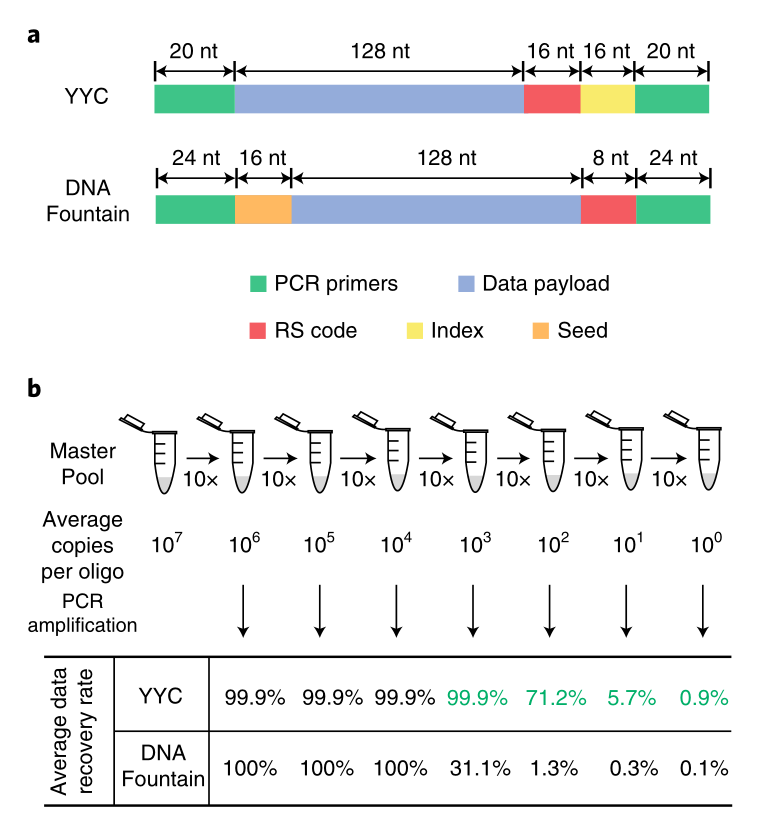 a
20 nt 128 nt 16 nt 16 nt 20 nt
YYC
24 nt 16 nt 128 nt 8 nt 24 nt
DNA
Fountain
PCR primers Data payload
RS code Index Seed
b
Master
Pool
10× 10× 10× 10× 10× 10× 10×
Average
copies
per oligo
10⁷ 10⁶ 10⁵ 10⁴ 10³ 10² 10¹ 10⁰
PCR
amplification
Average data
recovery rate
YYC 99.9% 99.9% 99.9% 99.9% 71.2% 5.7% 0.9%
DNA
Fountain
100% 100% 100% 31.1% 1.3% 0.3% 0.1%